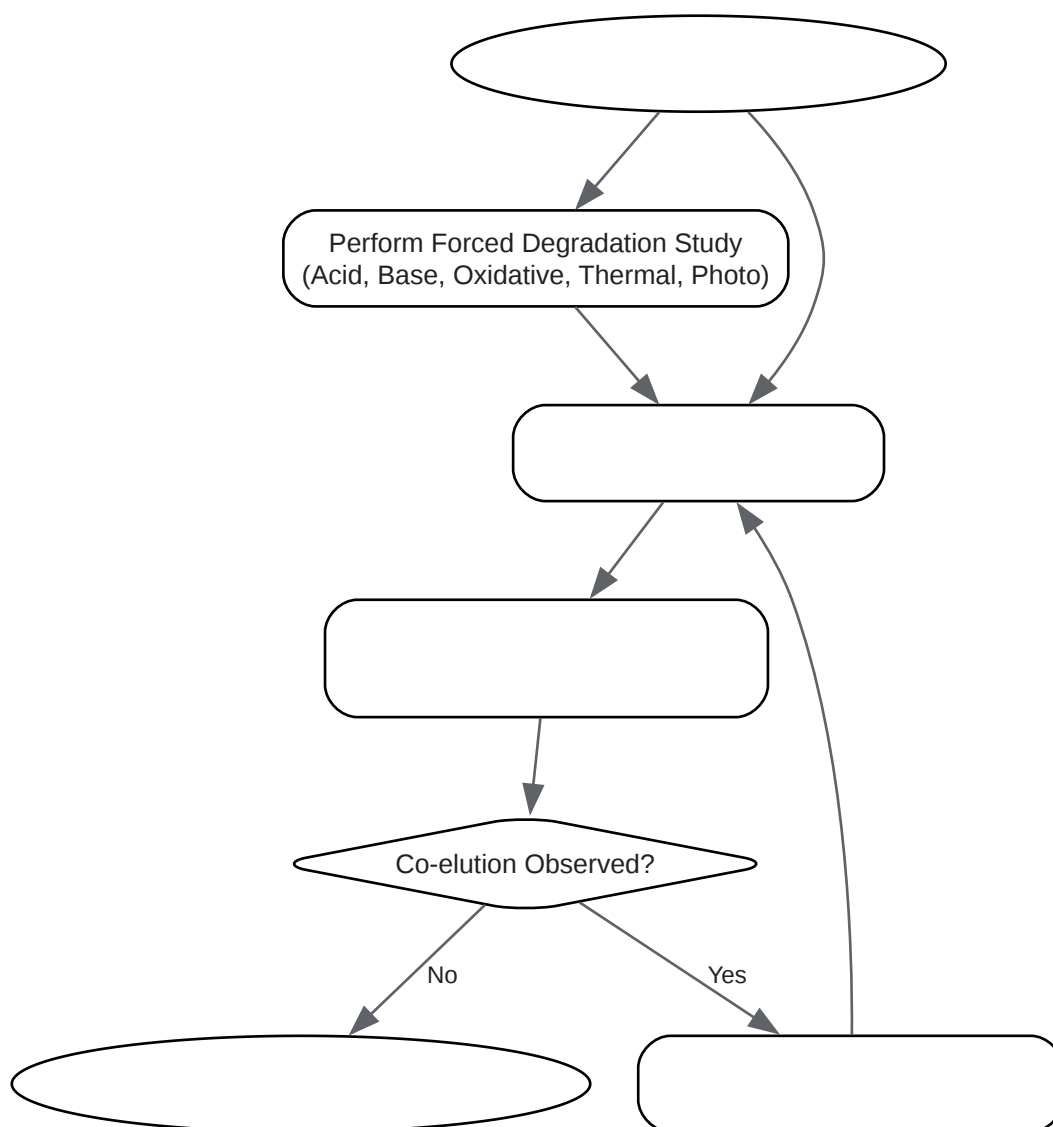 Perform Forced Degradation Study
(Acid, Base, Oxidative, Thermal, Photo)
Co-elution Observed?
No
Yes